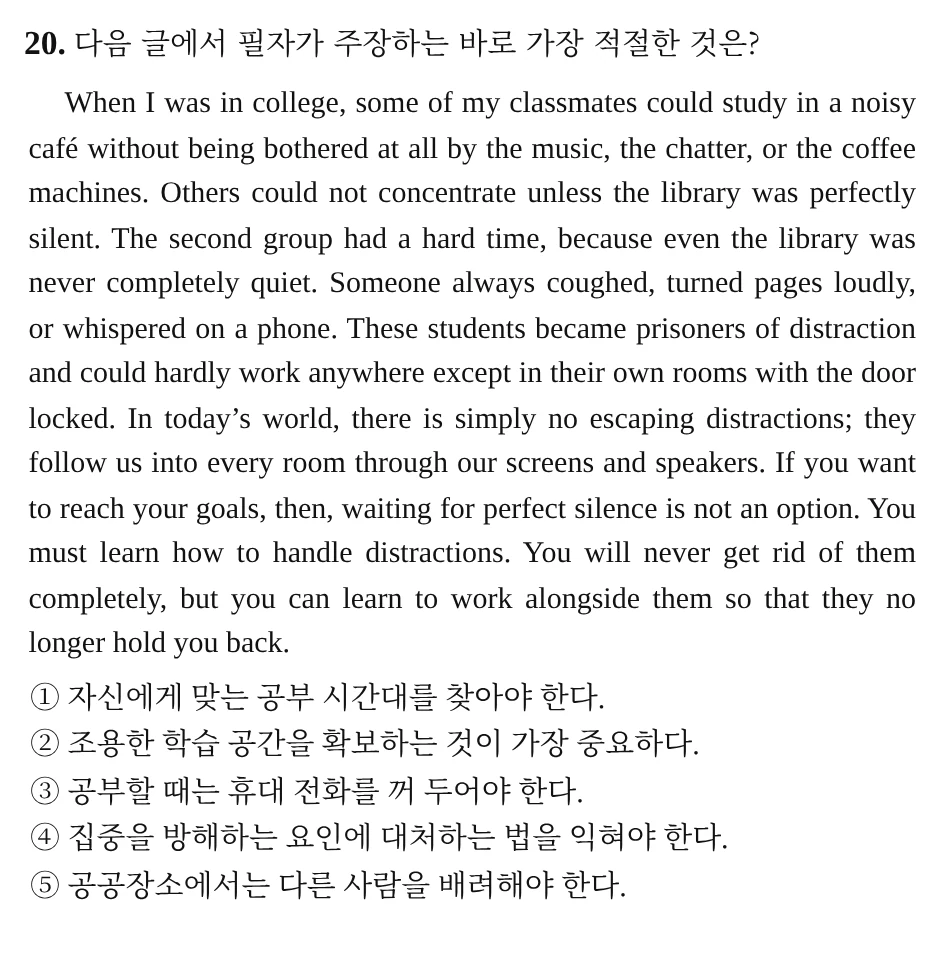 20. 다음 글에서 필자가 주장하는 바로 가장 적절한 것은?
When I was in college, some of my classmates could study in a noisy
café without being bothered at all by the music, the chatter, or the coffee
machines. Others could not concentrate unless the library was perfectly
silent. The second group had a hard time, because even the library was
never completely quiet. Someone always coughed, turned pages loudly,
or whispered on a phone. These students became prisoners of distraction
and could hardly work anywhere except in their own rooms with the door
locked. In today’s world, there is simply no escaping distractions; they
follow us into every room through our screens and speakers. If you want
to reach your goals, then, waiting for perfect silence is not an option. You
must learn how to handle distractions. You will never get rid of them
completely, but you can learn to work alongside them so that they no
longer hold you back.
① 자신에게 맞는 공부 시간대를 찾아야 한다.
② 조용한 학습 공간을 확보하는 것이 가장 중요하다.
③ 공부할 때는 휴대 전화를 꺼 두어야 한다.
④ 집중을 방해하는 요인에 대처하는 법을 익혀야 한다.
⑤ 공공장소에서는 다른 사람을 배려해야 한다.